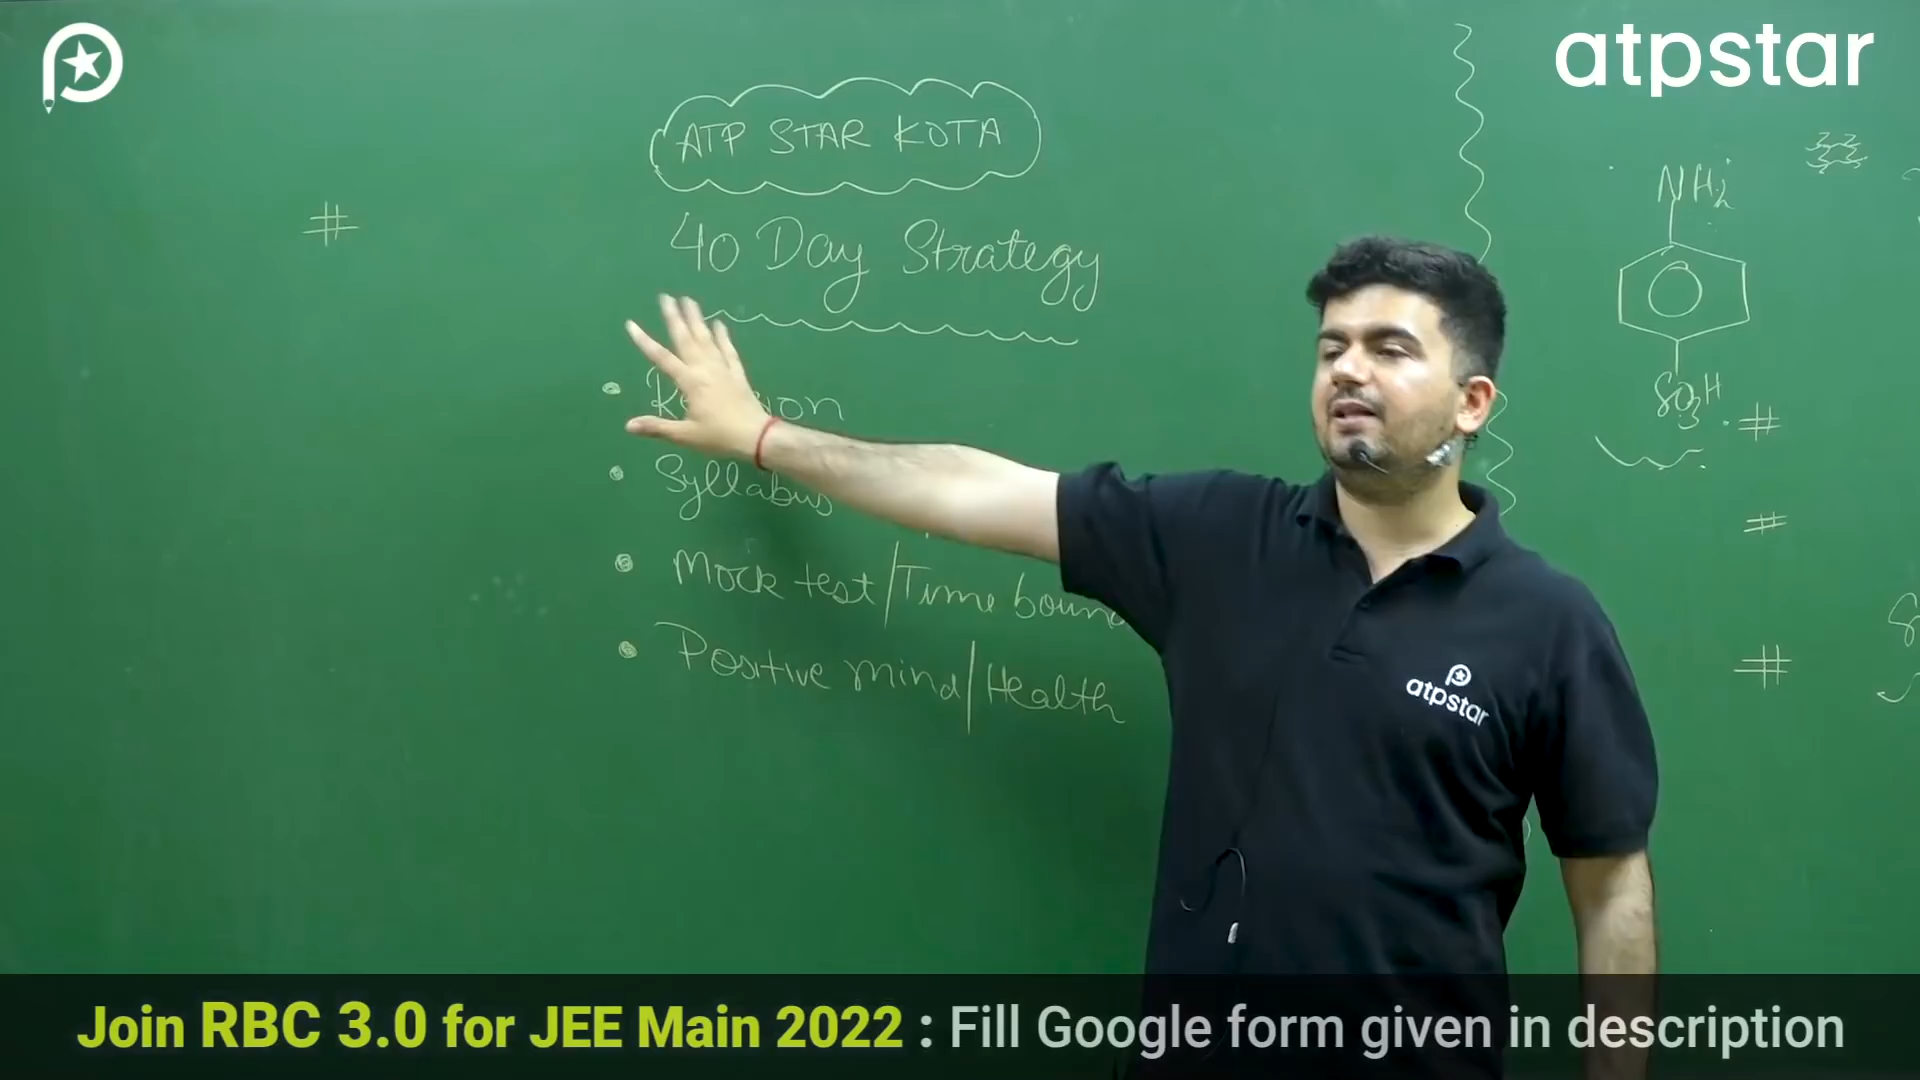 atpstar
ATP STAR KOTA
#
40 Day Strategy
• Syllabus
• Mock test/Time
• Positive mind/Health
NH2
SO3H
#
#
#
atpstar
Join RBC 3.0 for JEE Main 2022 : Fill Google form given in description